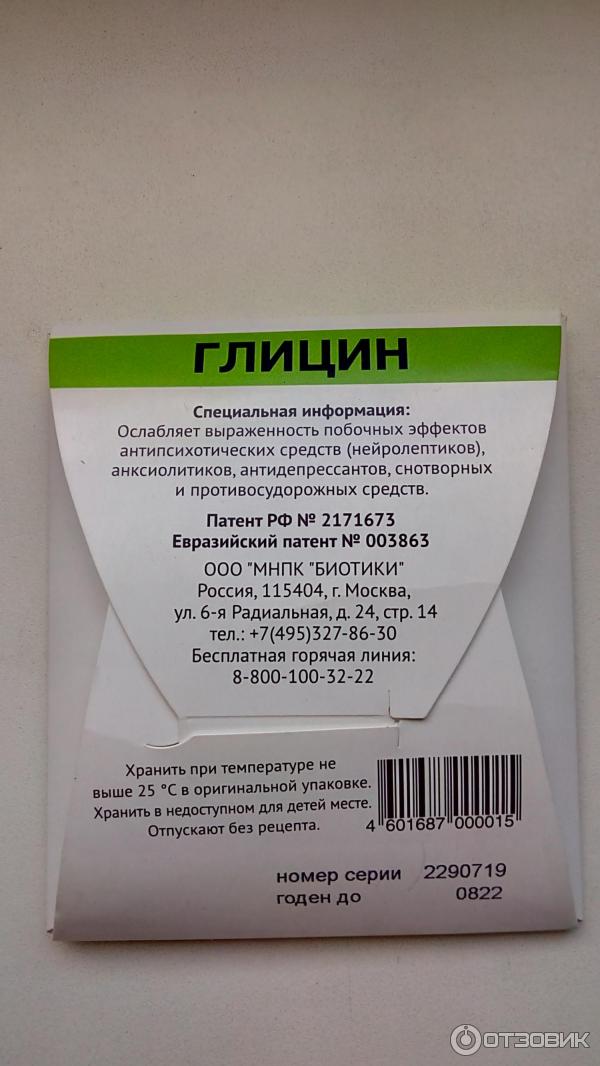 ГЛИЦИН
Специальная информация:
Ослабляет выраженность побочных эффектов
антипсихотических средств (нейролептиков),
анксиолитиков, антидепрессантов, снотворных
и противосудорожных средств.
Патент РФ № 2171673
Евразийский патент № 003863
ООО "МНПК "БИОТИКИ"
Россия, 115404, г. Москва,
ул. 6-я Радиальная, д. 24, стр. 14
тел.: +7(495)327-86-30
Бесплатная горячая линия:
8-800-100-32-22
Хранить при температуре не
выше 25 °С в оригинальной упаковке.
Хранить в недоступном для детей месте.
Отпускают без рецепта.
4 601687 000015
номер серии 2290719
годен до 0822
ОТЗОВИК